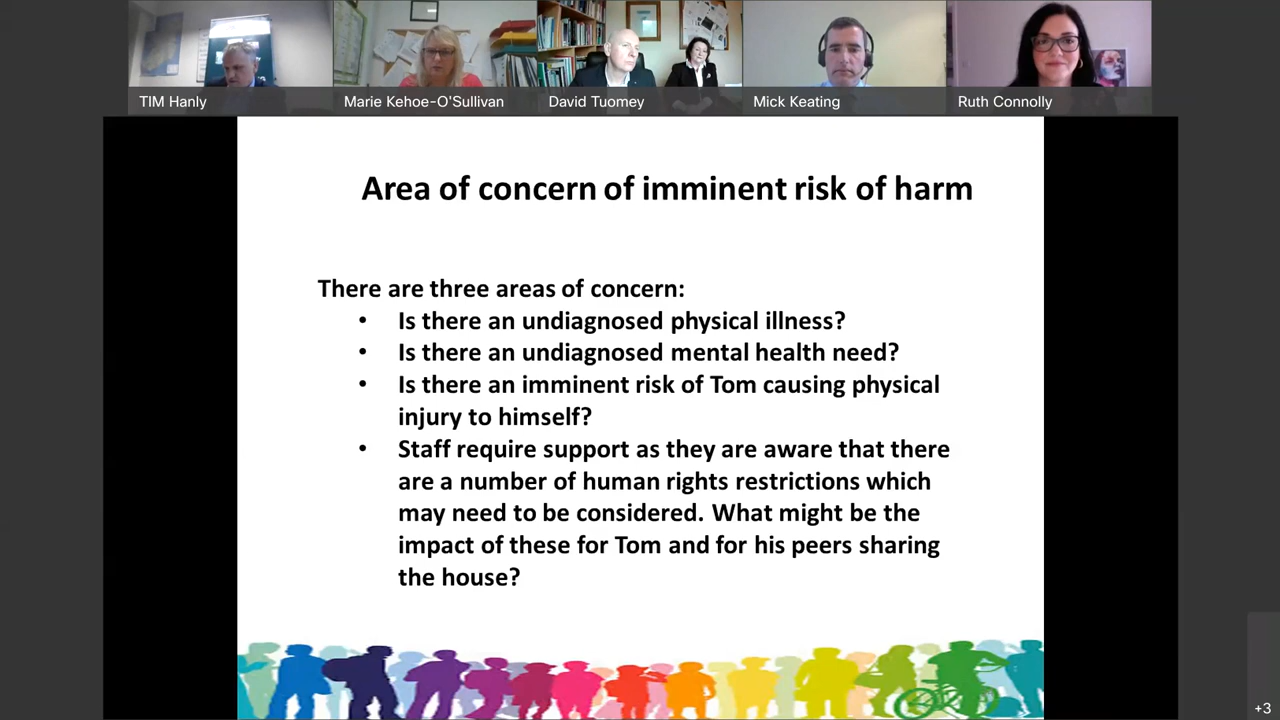 TIM Hanly
Marie Kehoe-O'Sullivan
David Tuomey
Mick Keating
Ruth Connolly
Area of concern of imminent risk of harm
There are three areas of concern:
• Is there an undiagnosed physical illness?
• Is there an undiagnosed mental health need?
• Is there an imminent risk of Tom causing physical
injury to himself?
• Staff require support as they are aware that there
are a number of human rights restrictions which
may need to be considered. What might be the
impact of these for Tom and for his peers sharing
the house?
+3